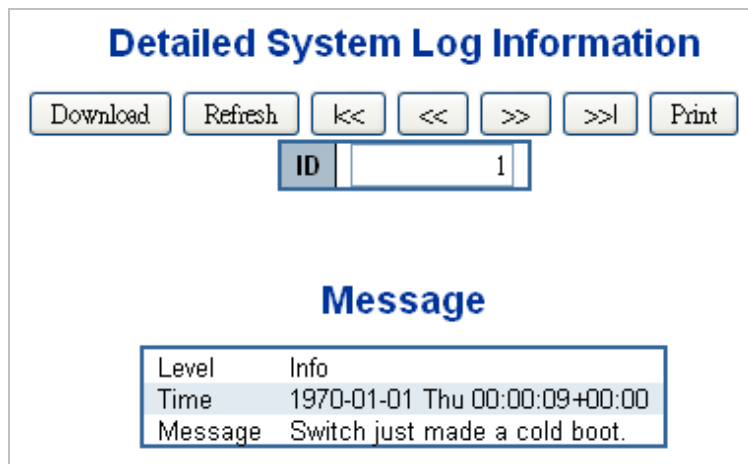 Detailed System Log Information
Download Refresh |<< << >> >>| Print
ID 1
Message
Level Info
Time 1970-01-01 Thu 00:00:09+00:00
Message Switch just made a cold boot.